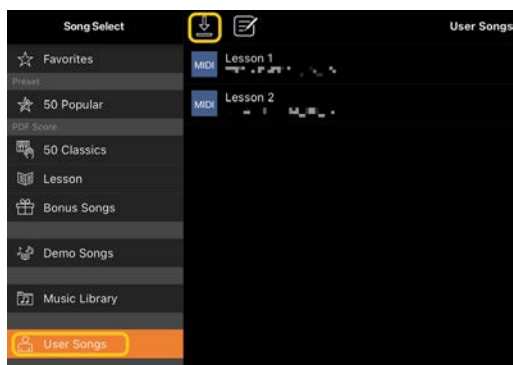 Song Select
User Songs
Favorites
Preset
50 Popular
PDF Score
50 Classics
Lesson
Bonus Songs
Demo Songs
Music Library
User Songs
MIDI
Lesson 1
MIDI
Lesson 2